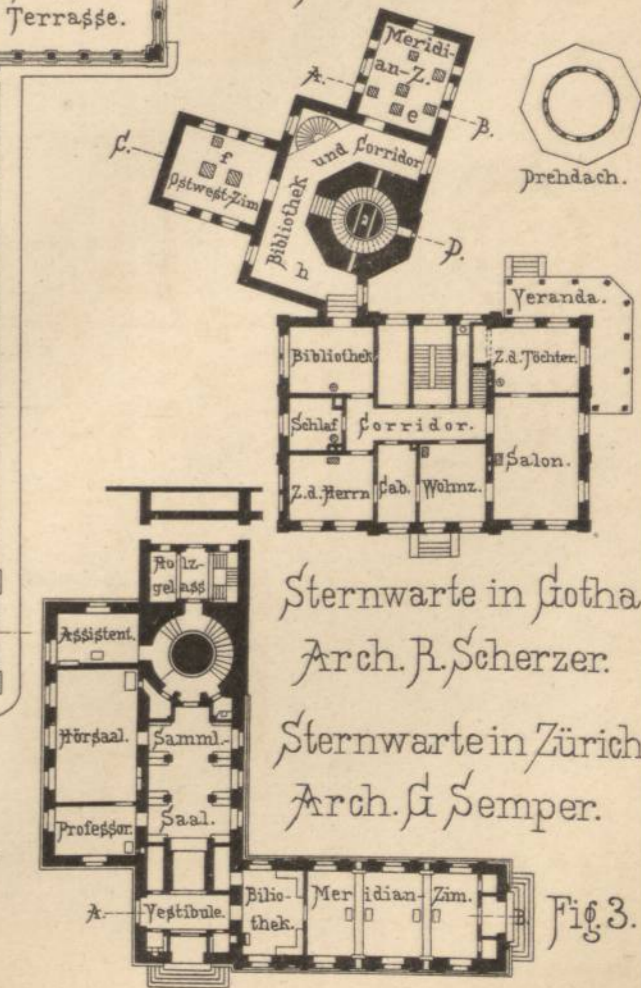 Terrasse.
Meridi-
an-Z.
A.
e
B.
Drehdach.
C.
f
Ostwest-Zim
und Corridor
Bibliothek
h
D.
Veranda.
Bibliothek
Z.d.Töchter.
Schlaf
Corridor.
Salon.
Z.d.Herrn
Cab.
Wohnz.
Holz-
gelass
Sternwarte in Gotha
Arch. R. Scherzer.
Assistent.
Hörsaal.
Samml.-
Saal.
Professor.
Sternwarte in Zürich
Arch. G Semper.
A.
Vestibule.
Biblio-
thek.
Meridian-Zim.
Fig. 3.